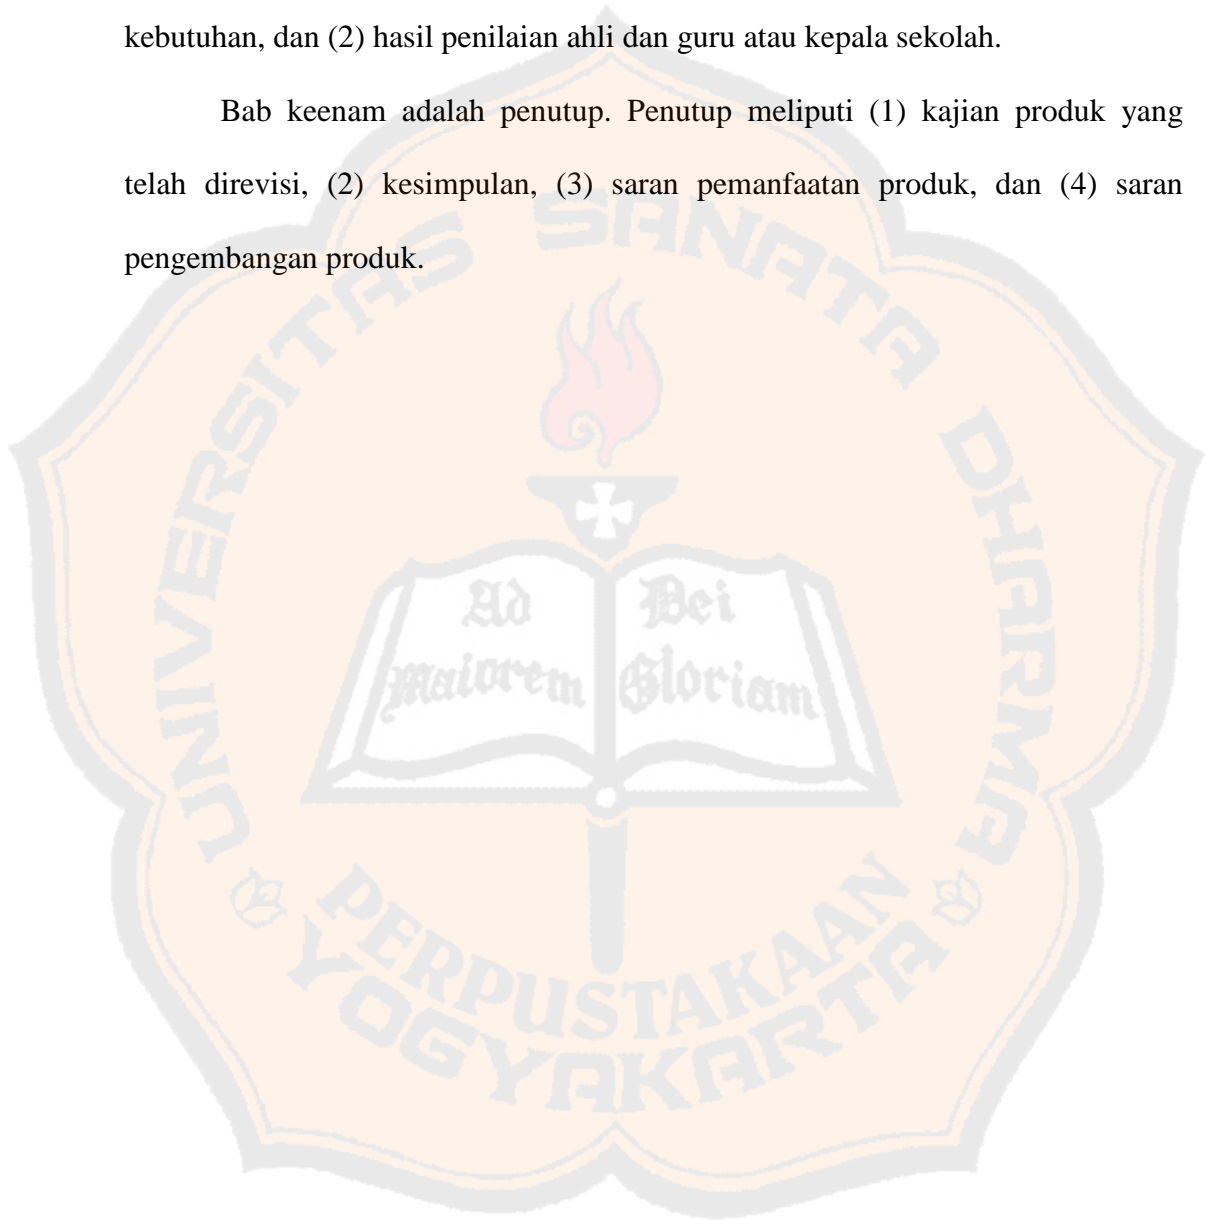 kebutuhan, dan (2) hasil penilaian ahli dan guru atau kepala sekolah.
Bab keenam adalah penutup. Penutup meliputi (1) kajian produk yang
telah direvisi, (2) kesimpulan, (3) saran pemanfaatan produk, dan (4) saran
pengembangan produk.
UNIVERSITAS SANATA DHARMA
Ad Dei
Maiorem Gloriam
PERPUSTAKAAN
YOGYAKARTA